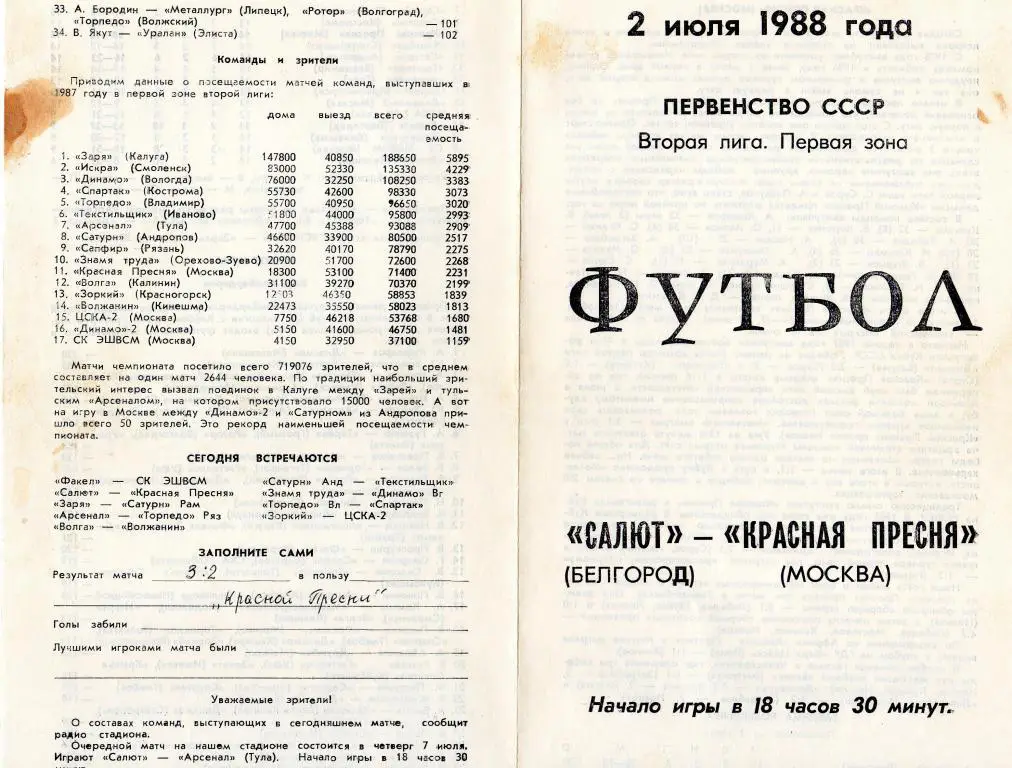 33. А. Бородин — «Металлург» (Липецк), «Ротор» (Волгоград),
«Торпедо» (Волжский) — 101
34. В. Якут — «Уралан» (Элиста) — 102
Команды и зрители
Приводим данные о посещаемости матчей команд, выступавших в
1987 году в первой зоне второй лиги:
дома выезд всего средняя
посеща-
емость
1. «Заря» (Калуга) 147800 40850 188650 5895
2. «Искра» (Смоленск) 83000 52330 135330 4229
3. «Динамо» (Вологда) 76000 32250 108250 3383
4. «Спартак» (Кострома) 55730 42600 98330 3073
5. «Торпедо» (Владимир) 55700 40950 96650 3020
6. «Текстильщик» (Иваново) 51800 44000 95800 2993
7. «Арсенал» (Тула) 47700 45388 93088 2909
8. «Сатурн» (Андропов) 46600 33900 80500 2517
9. «Сапфир» (Рязань) 32620 40170 78790 2275
10. «Знамя труда» (Орехово-Зуево) 20900 51700 72600 2268
11. «Красная Пресня» (Москва) 18300 53100 71400 2231
12. «Волга» (Калинин) 31100 39270 70370 2199
13. «Зоркий» (Красногорск) 46350 58853 1839
14. «Волжанин» (Кинешма) 22473 35550 58023 1813
15. ЦСКА-2 (Москва) 7750 46218 53768 1680
16. «Динамо»-2 (Москва) 5150 41600 46750 1481
17. СК ЭШВСМ (Москва) 4150 32950 37100 1159
Матчи чемпионата посетило всего 719076 зрителей, что в среднем
составляет на один матч 2644 человека. По традиции наибольший зри-
тельский интерес вызвал поединок в Калуге между «Зарей» и туль-
ским «Арсеналом», на котором присутствовало 15000 человек. А вот
на игру в Москве между «Динамо»-2 и «Сатурном» из Андропова при-
шло всего 50 зрителей. Это рекорд наименьшей посещаемости чем-
пионата.
СЕГОДНЯ ВСТРЕЧАЮТСЯ
«Факел» — СК ЭШВСМ
«Салют» — «Красная Пресня»
«Заря» — «Сатурн» Рам
«Арсенал» — «Торпедо» Ряз
«Волга» — «Волжанин»
«Сатурн» Анд — «Текстильщик»
«Знамя труда» — «Динамо» Вг
«Торпедо» Вл — «Спартак»
«Зоркий» — ЦСКА-2
ЗАПОЛНИТЕ САМИ
Результат матча 3:2 в пользу
„Красной Пресни"
Голы забили
Лучшими игроками матча были
Уважаемые зрители!
О составах команд, выступающих в сегодняшнем матче, сообщит
радио стадиона.
Очередной матч на нашем стадионе состоится в четверг 7 июля.
Играют «Салют» — «Арсенал» (Тула). Начало игры в 18 часов 30
2 июля 1988 года
ПЕРВЕНСТВО СССР
Вторая лига. Первая зона
ФУТБОЛ
«САЛЮТ» – «КРАСНАЯ ПРЕСНЯ»
(БЕЛГОРОД) (МОСКВА)
Начало игры в 18 часов 30 минут.